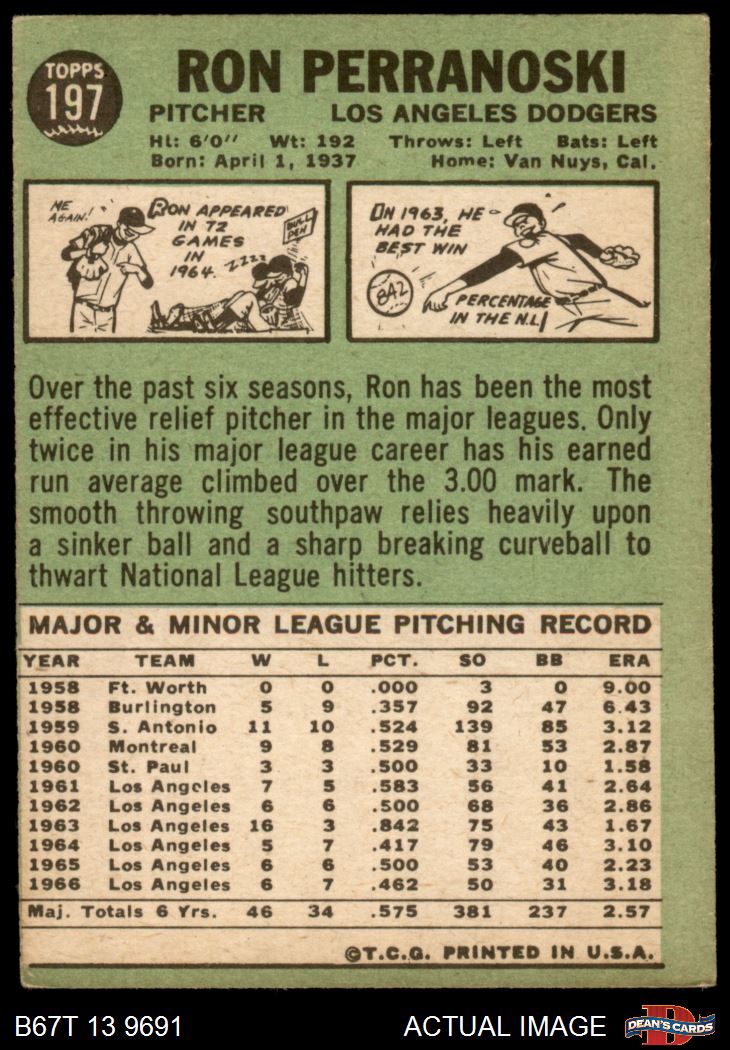 TOPPS
197
RON PERRANOSKI
PITCHER LOS ANGELES DODGERS
Ht: 6'0" Wt: 192 Throws: Left Bats: Left
Born: April 1, 1937 Home: Van Nuys, Cal.
ME
AGAIN!
RON APPEARED
IN 72
GAMES
IN
1964.
ZZZZ
BULL
PEN
IN 1963, HE
HAD THE
BEST WIN
.842
PERCENTAGE
IN THE N.L.
Over the past six seasons, Ron has been the most
effective relief pitcher in the major leagues. Only
twice in his major league career has his earned
run average climbed over the 3.00 mark. The
smooth throwing southpaw relies heavily upon
a sinker ball and a sharp breaking curveball to
thwart National League hitters.
MAJOR & MINOR LEAGUE PITCHING RECORD
YEAR TEAM W L PCT. SO BB ERA
1958 Ft. Worth 0 0 .000 3 0 9.00
1958 Burlington 5 9 .357 92 47 6.43
1959 S. Antonio 11 10 .524 139 85 3.12
1960 Montreal 9 8 .529 81 53 2.87
1960 St. Paul 3 3 .500 33 10 1.58
1961 Los Angeles 7 5 .583 56 41 2.64
1962 Los Angeles 6 6 .500 68 36 2.86
1963 Los Angeles 16 3 .842 75 43 1.67
1964 Los Angeles 5 7 .417 79 46 3.10
1965 Los Angeles 6 6 .500 53 40 2.23
1966 Los Angeles 6 7 .462 50 31 3.18
Maj. Totals 6 Yrs. 46 34 .575 381 237 2.57
©T.C.G. PRINTED IN U.S.A.
B67T 13 9691 ACTUAL IMAGE
D
DEAN'S CARDS